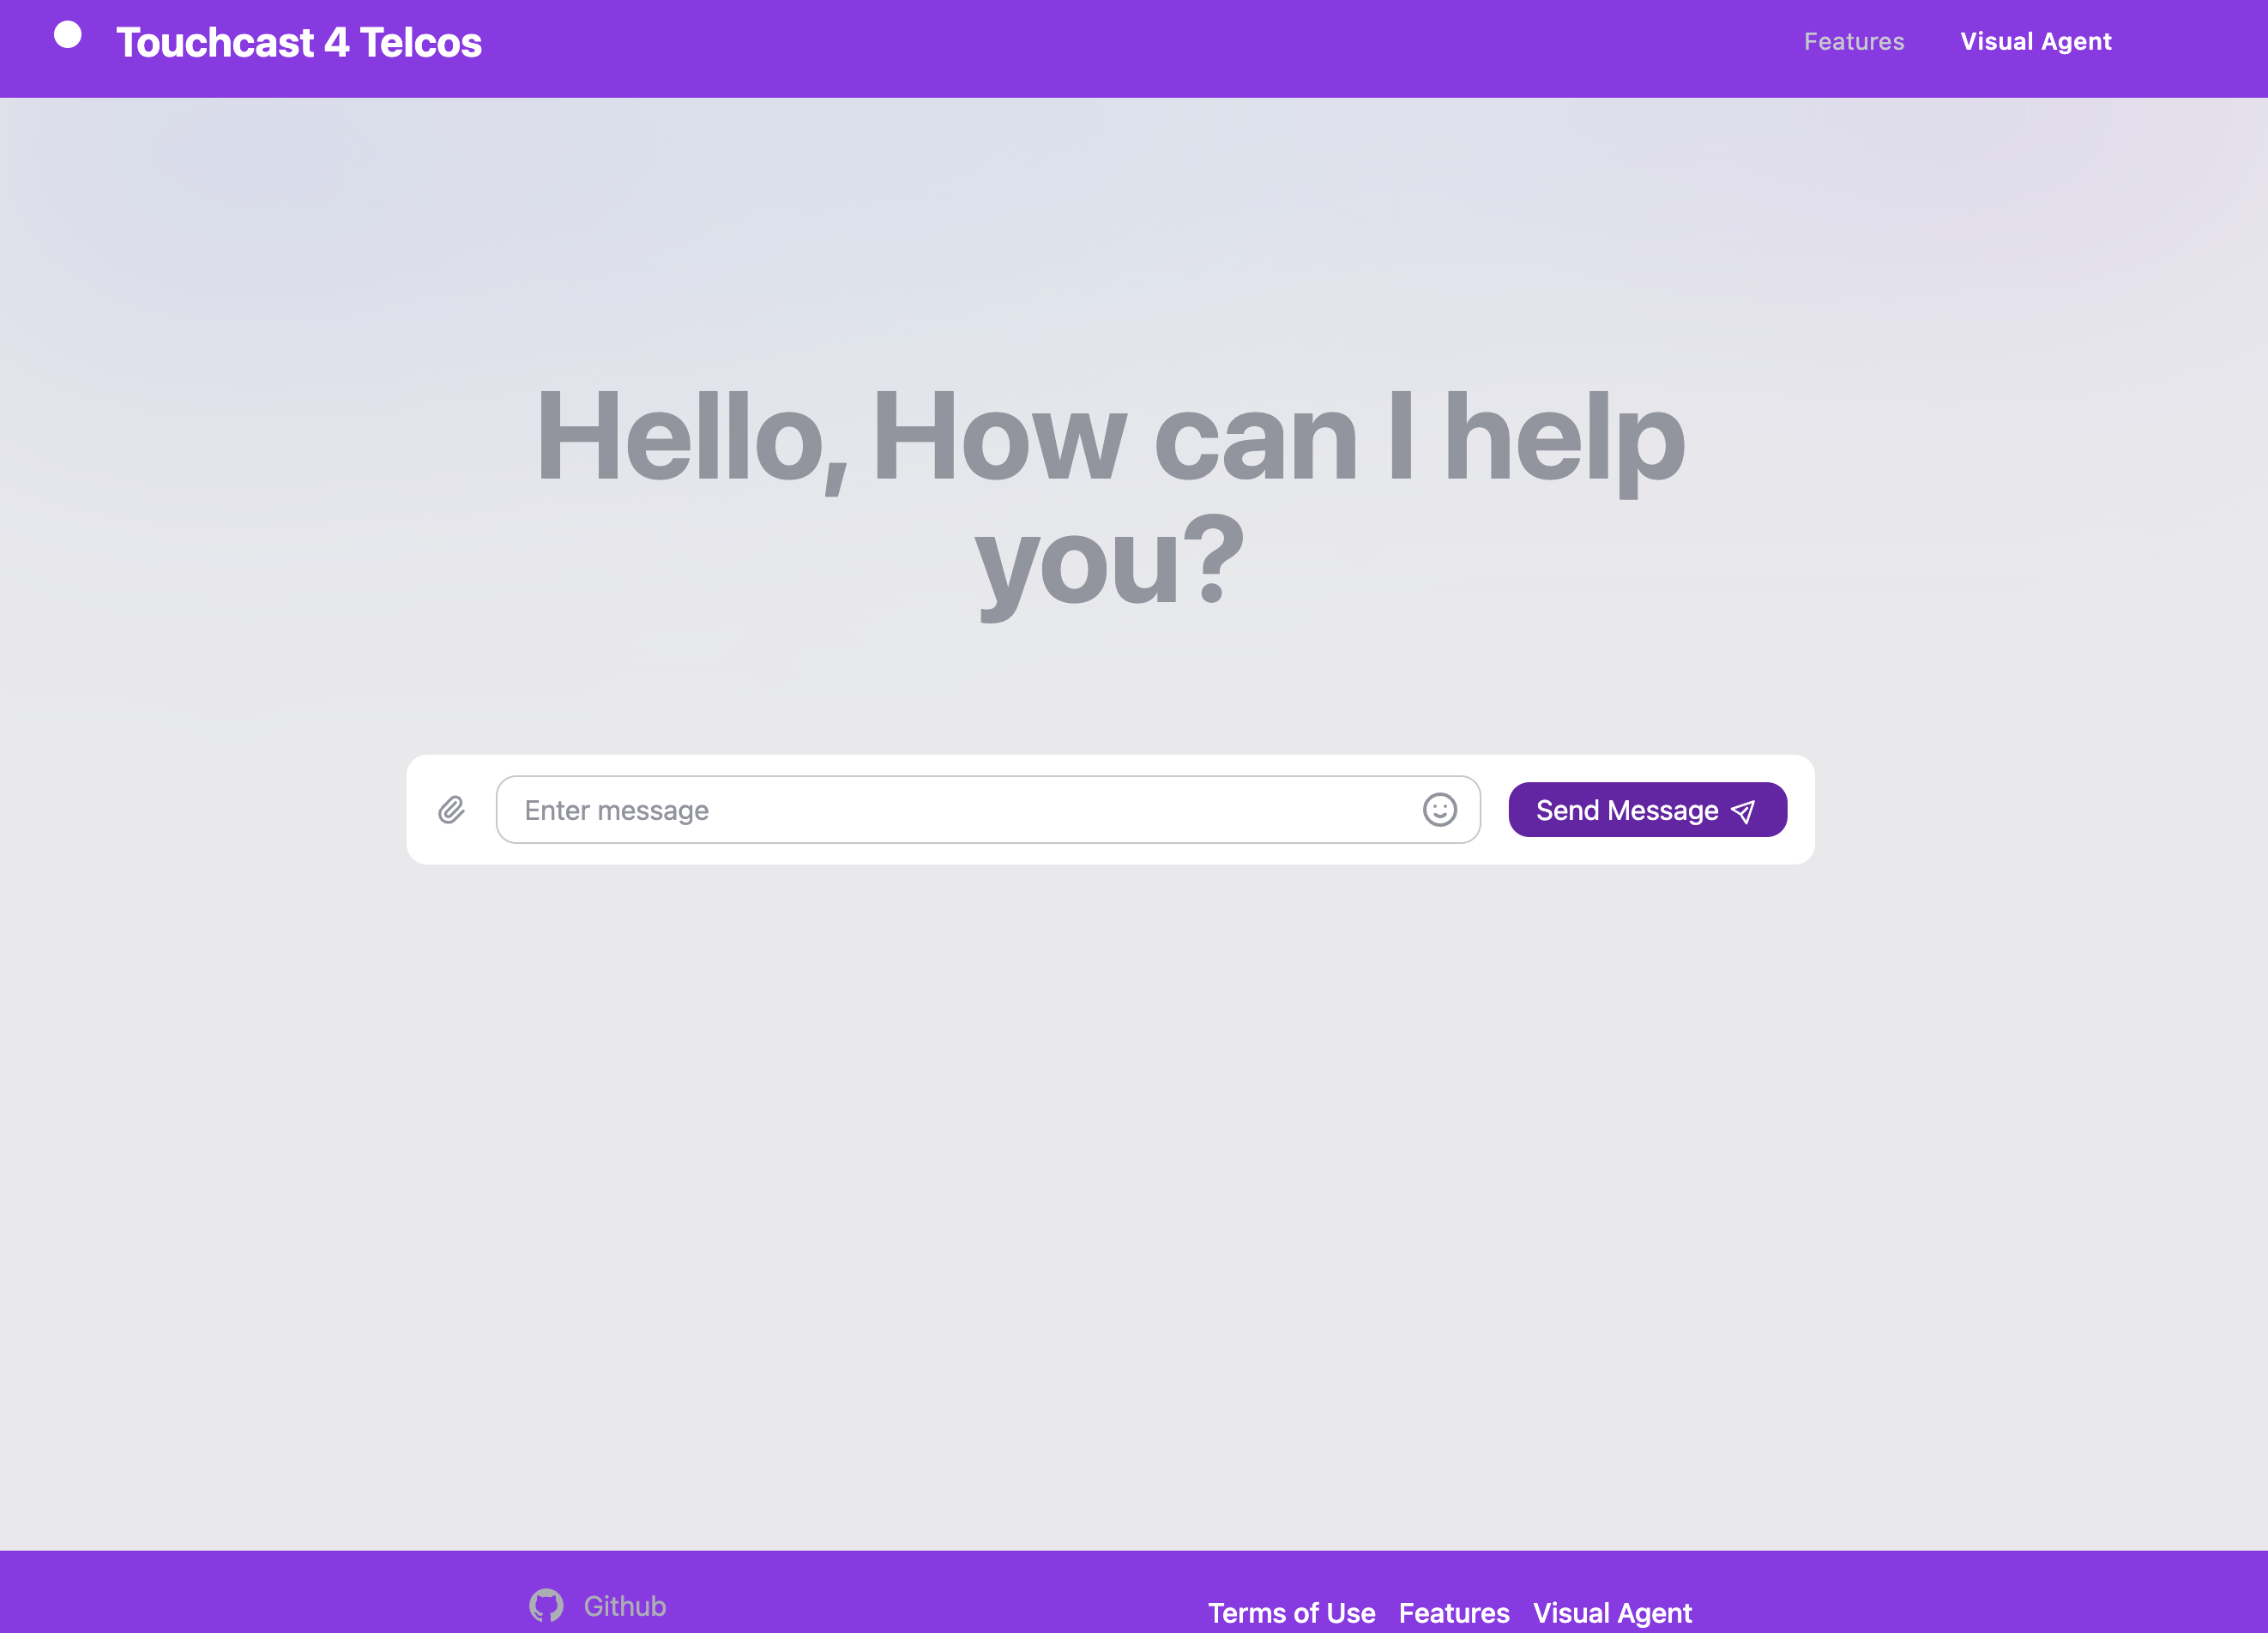 Touchcast 4 Telcos
Features
Visual Agent
Hello, How can I help
you?
Enter message
Send Message
Github
Terms of Use
Features
Visual Agent